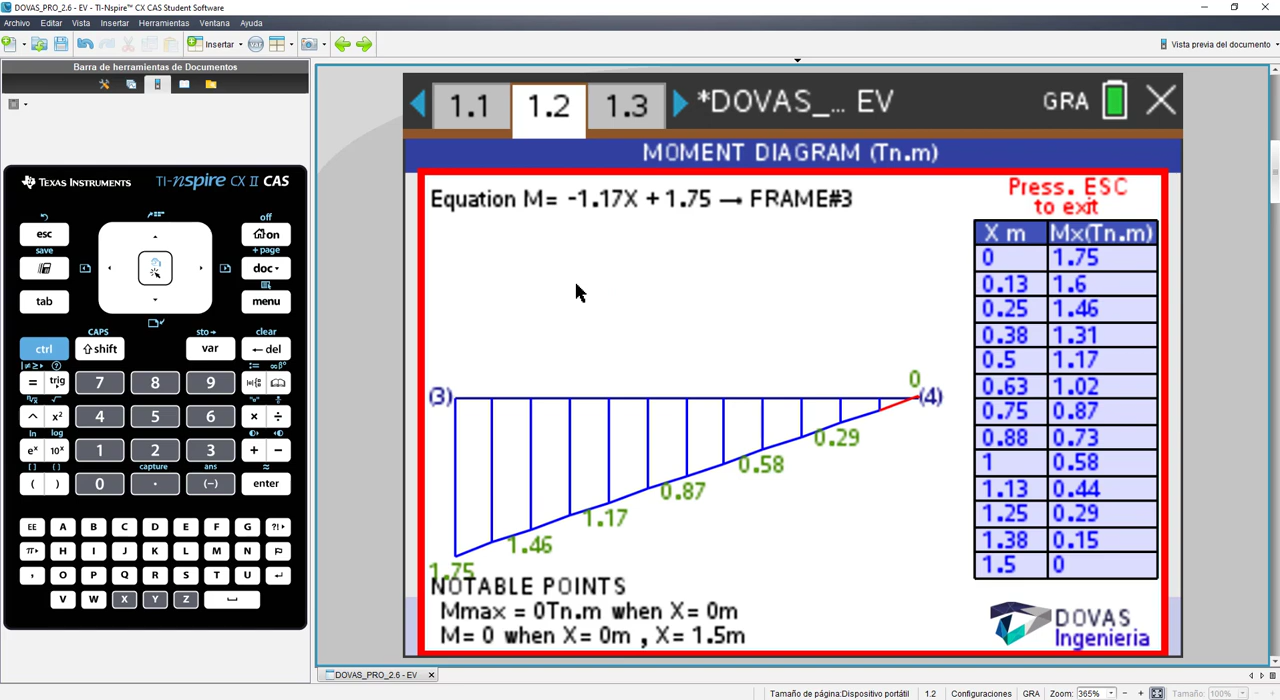 DOVAS_PRO_2.6 - EV - TI-Nspire™ CX CAS Student Software
Archivo Editar Vista Insertar Herramientas Ventana Ayuda
Insertar
Vista previa del documento
Barra de herramientas de Documentos
TEXAS INSTRUMENTS TI-nspire CX II CAS
off
esc on
save + page
doc
tab menu
CAPS sto→ clear
ctrl shift var ←del
= trig 7 8 9
^ x² 4 5 6 × ÷
ln log
eˣ 10ˣ 1 2 3 + −
[ ] { } capture ans ≈
( ) 0 . (−) enter
EE A B C D E F G ?!
π H I J K L M N
, O P Q R S T U
V W X Y Z
1.1 1.2 1.3 *DOVAS_… EV GRA
MOMENT DIAGRAM (Tn.m)
Equation M= -1.17X + 1.75 → FRAME#3
Press. ESC
to exit
X m Mx(Tn.m)
0 1.75
0.13 1.6
0.25 1.46
0.38 1.31
0.5 1.17
0.63 1.02
0.75 0.87
0.88 0.73
1 0.58
1.13 0.44
1.25 0.29
1.38 0.15
1.5 0
0
(3) (4)
0.29
0.58
0.87
1.17
1.46
1.75
NOTABLE POINTS
Mmax = 0Tn.m when X= 0m
M= 0 when X= 0m , X= 1.5m
DOVAS
Ingenieria
DOVAS_PRO_2.6 - EV
Tamaño de página:Dispositivo portátil 1.2 Configuraciones GRA Zoom: 365% Tamaño: 100%